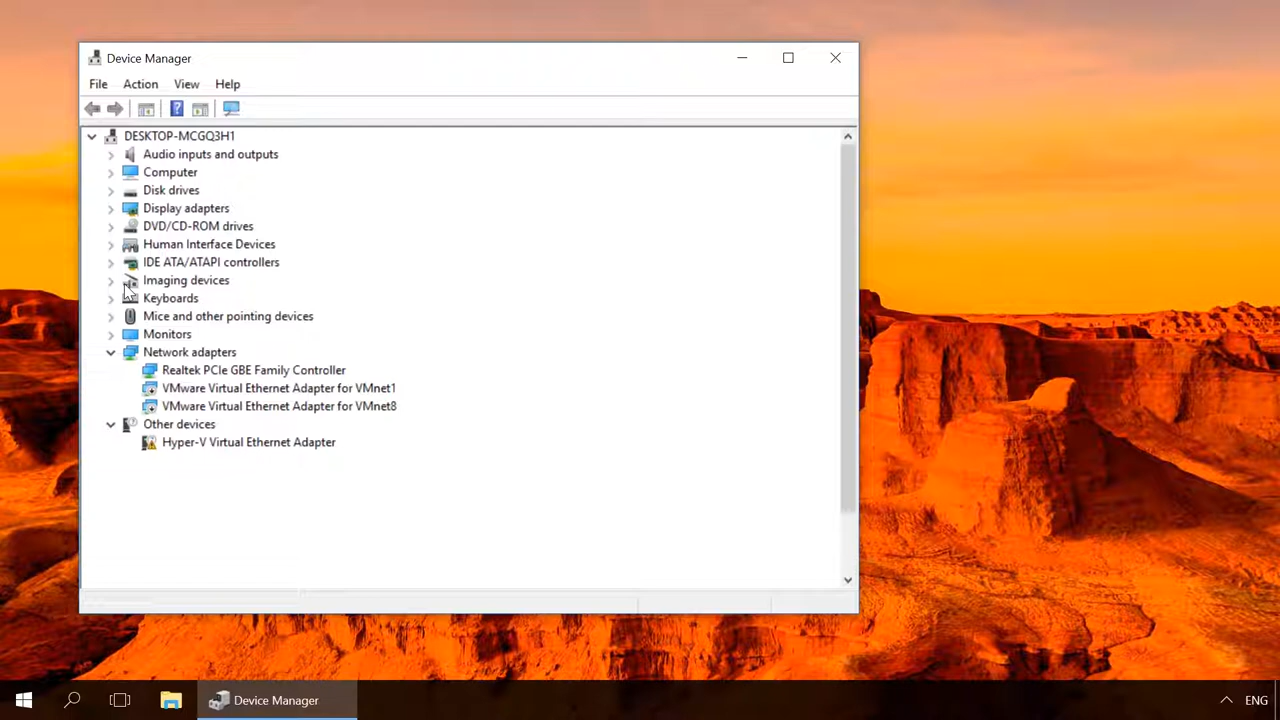 Device Manager
File Action View Help
DESKTOP-MCGQ3H1
Audio inputs and outputs
Computer
Disk drives
Display adapters
DVD/CD-ROM drives
Human Interface Devices
IDE ATA/ATAPI controllers
Imaging devices
Keyboards
Mice and other pointing devices
Monitors
Network adapters
Realtek PCIe GBE Family Controller
VMware Virtual Ethernet Adapter for VMnet1
VMware Virtual Ethernet Adapter for VMnet8
Other devices
Hyper-V Virtual Ethernet Adapter
Device Manager ENG